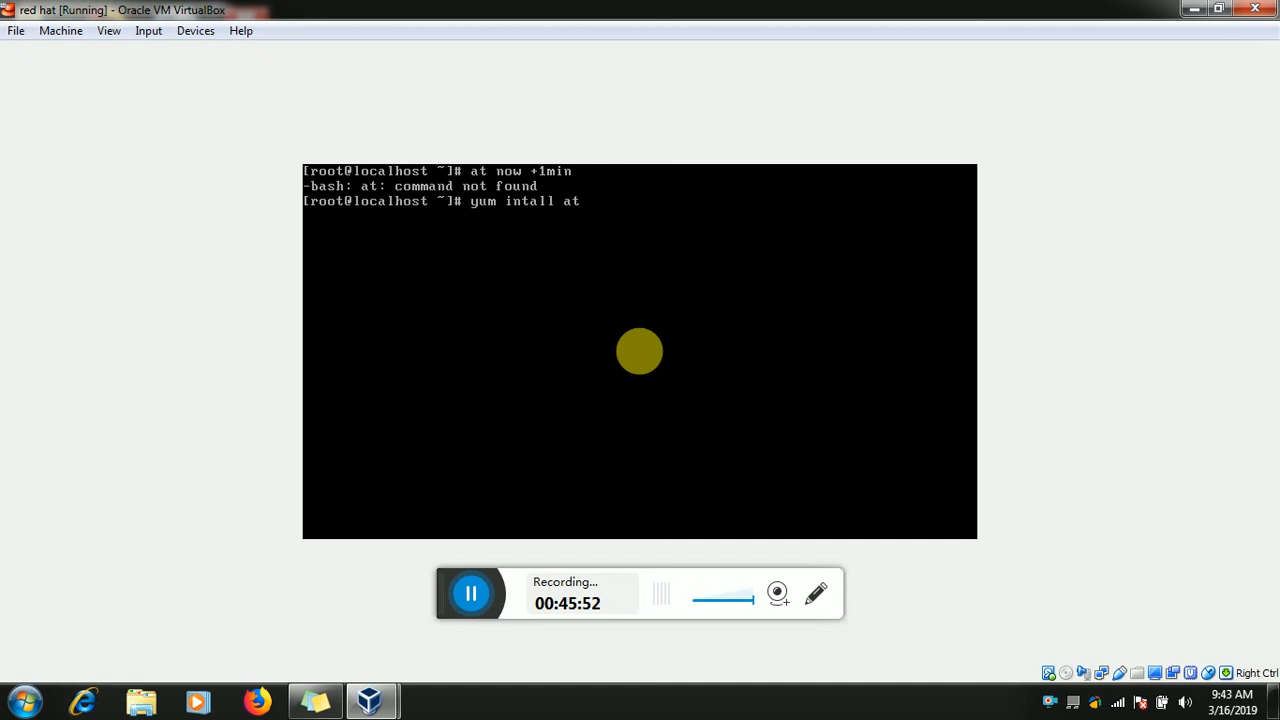 red hat [Running] - Oracle VM VirtualBox
File Machine View Input Devices Help
[root@localhost ~]# at now +1min
-bash: at: command not found
[root@localhost ~]# yum intall at
Recording...
00:45:52
Right Ctrl
9:43 AM
3/16/2019